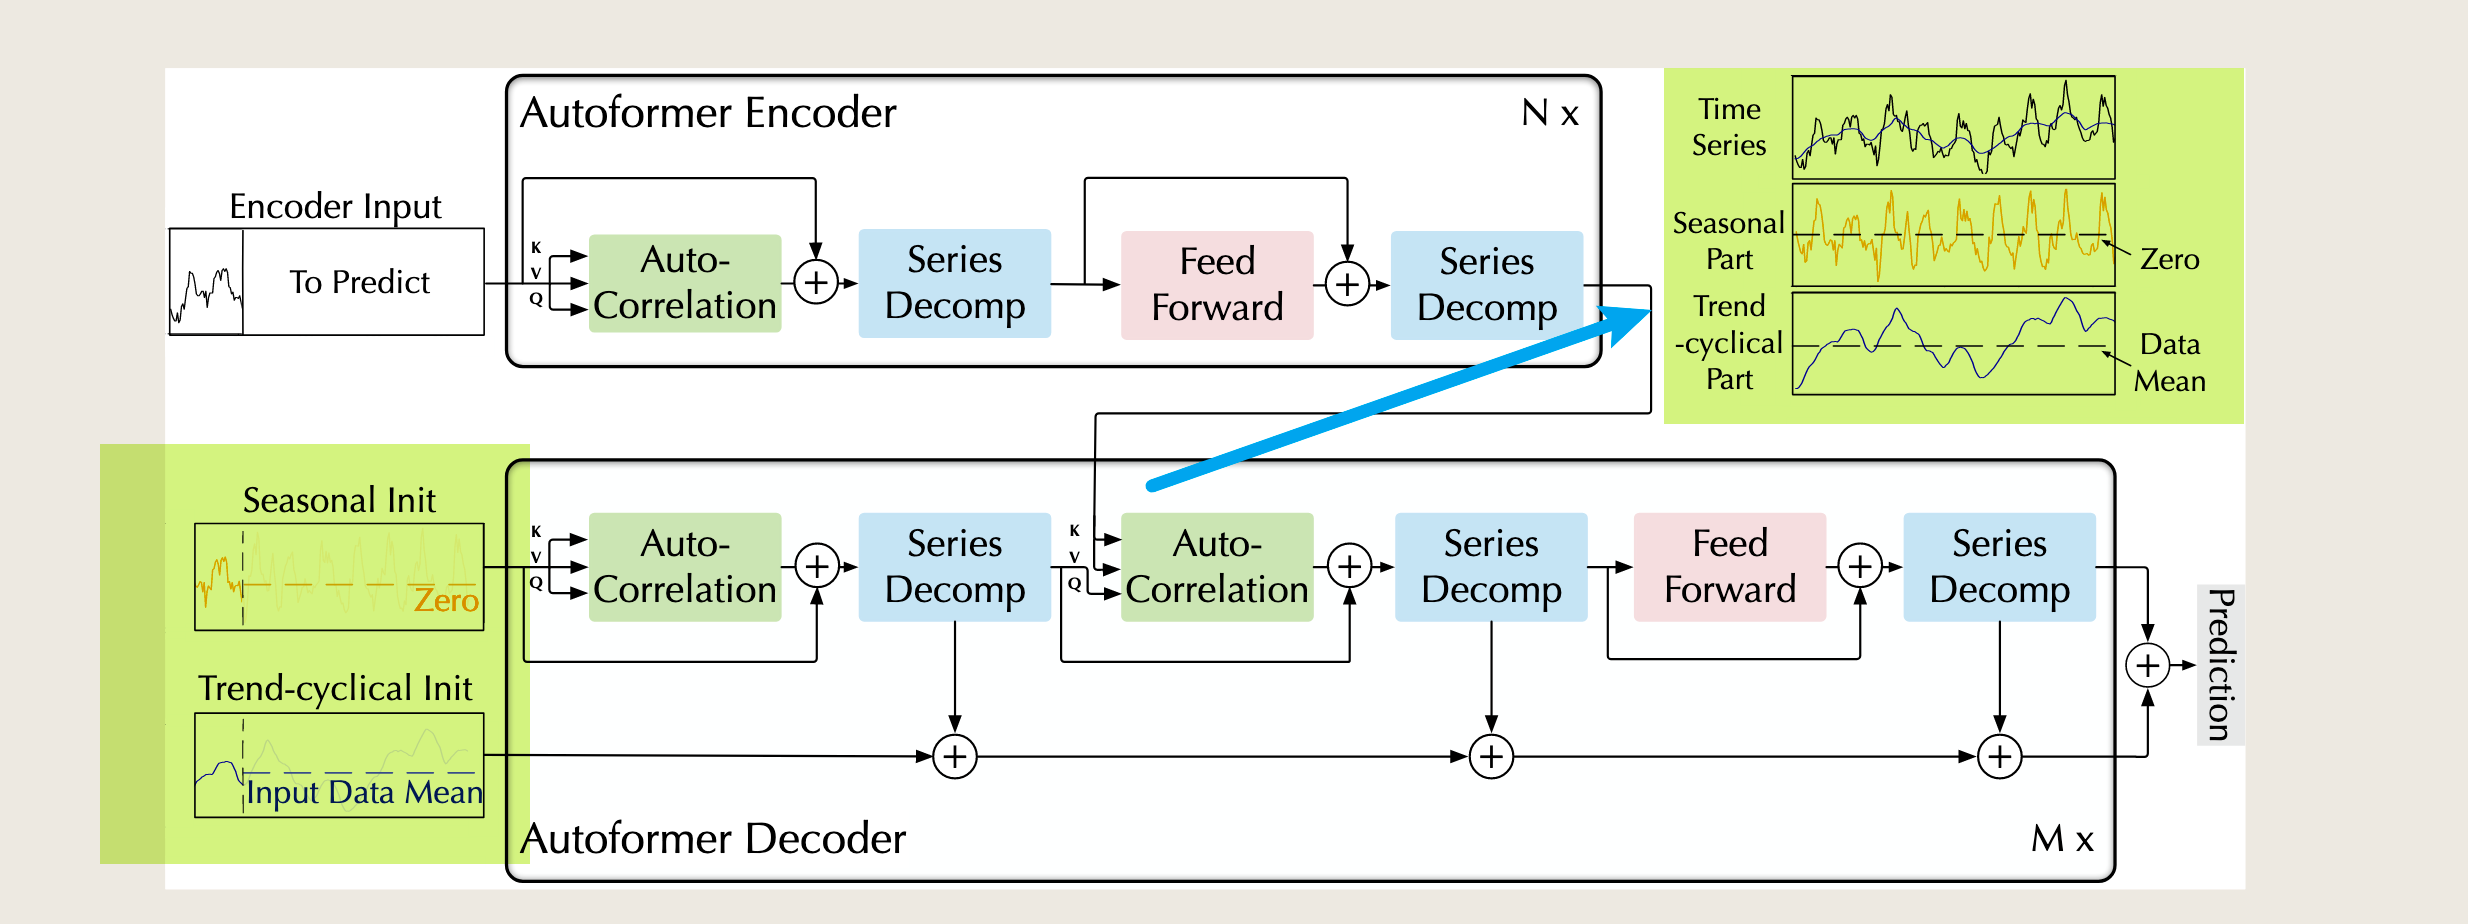 Autoformer Encoder
N x
Encoder Input
To Predict
K
V
Q
Auto-
Correlation
Series
Decomp
Feed
Forward
Series
Decomp
Time
Series
Seasonal
Part
Zero
Trend
-cyclical
Part
Data
Mean
Seasonal Init
Zero
Trend-cyclical Init
Input Data Mean
K
V
Q
Auto-
Correlation
Series
Decomp
K
V
Q
Auto-
Correlation
Series
Decomp
Feed
Forward
Series
Decomp
Prediction
Autoformer Decoder
M x